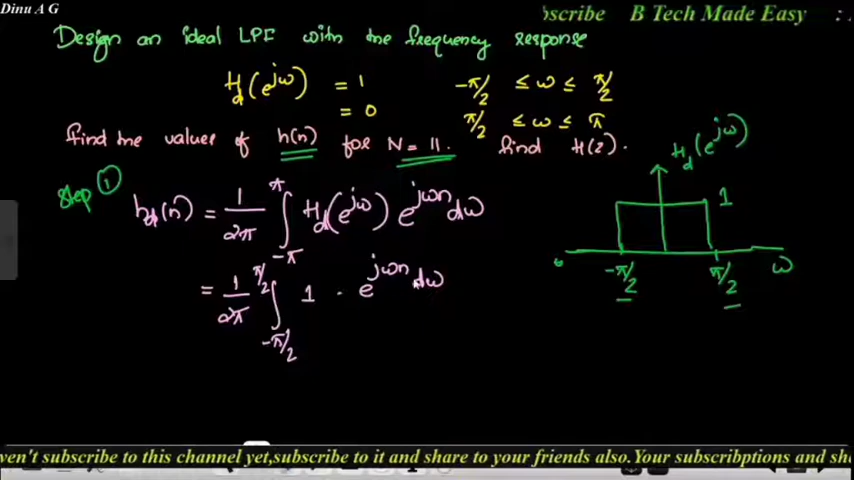 Dinu A G
scribe B Tech Made Easy :
Design an ideal LPF with the frequency response
H_d(e^{jω}) = 1 -π/2 ≤ ω ≤ π/2
= 0 π/2 ≤ ω ≤ π
find the values of h(n) for N = 11. find H(z).
Step ①
h_d(n) = 1/2π ∫_{-π}^{π} H_d(e^{jω}) e^{jωn} dω
= 1/2π ∫_{-π/2}^{π/2} 1 . e^{jωn} dω
H_d(e^{jω})
1
-π/2 π/2 ω
ven't subscribe to this channel yet,subscribe to it and share to your friends also.Your subscribptions and sh